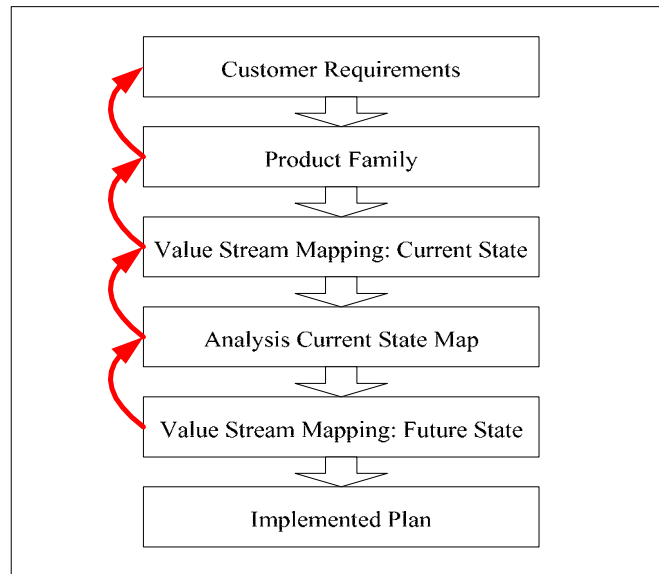 Customer Requirements
Product Family
Value Stream Mapping: Current State
Analysis Current State Map
Value Stream Mapping: Future State
Implemented Plan